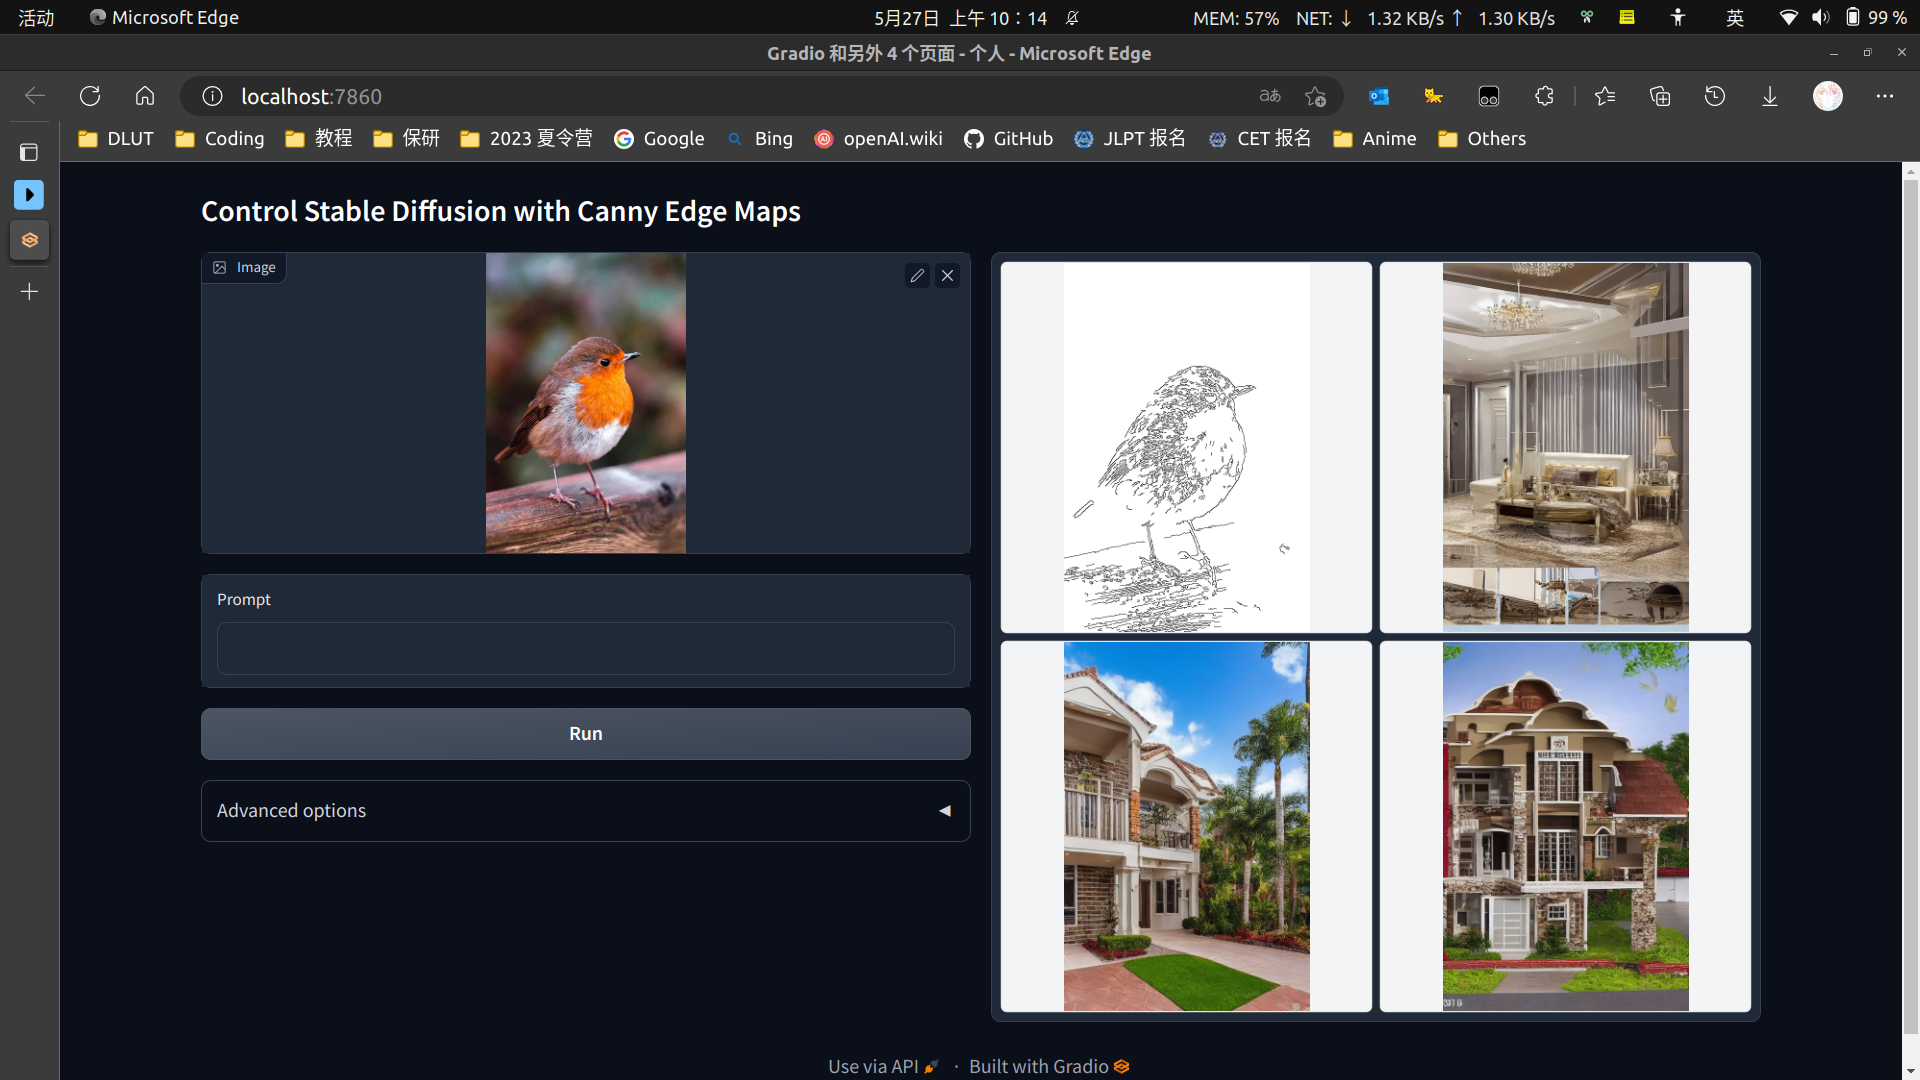 活动 Microsoft Edge 5月27日 上午 10：14 MEM: 57% NET: ↓ 1.32 KB/s ↑ 1.30 KB/s 英 99 %
Gradio 和另外 4 个页面 - 个人 - Microsoft Edge
localhost:7860 aあ
DLUT Coding 教程 保研 2023 夏令营 Google Bing openAI.wiki GitHub JLPT 报名 CET 报名 Anime Others
Control Stable Diffusion with Canny Edge Maps
Image
Prompt
Run
Advanced options
Use via API · Built with Gradio